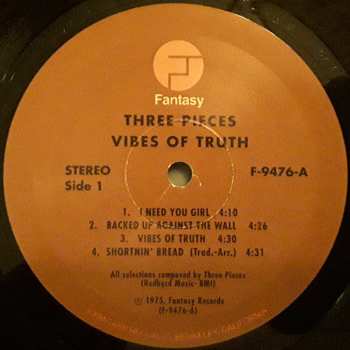 Fantasy
THREE PIECES
VIBES OF TRUTH
STEREO
Side 1
F-9476-A
1. I NEED YOU GIRL 4:10
2. BACKED UP AGAINST THE WALL 4:26
3. VIBES OF TRUTH 4:30
4. SHORTNIN' BREAD (Trad.-Arr.) 4:31
All selections composed by Three Pieces
(Redbyrd Music- BMI)
℗ 1975, Fantasy Records
(F-9476-A)